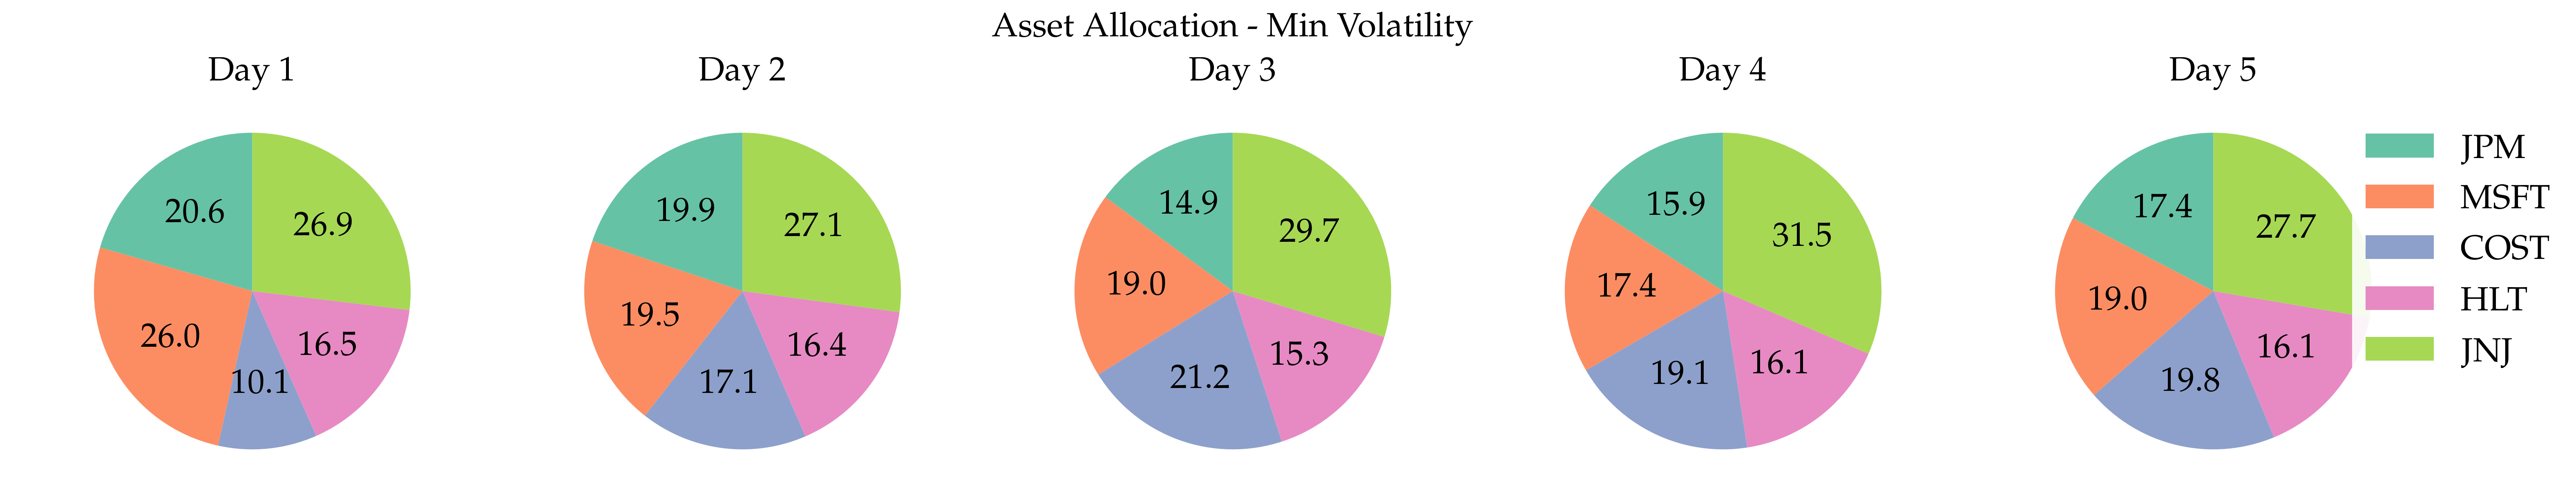 Asset Allocation - Min Volatility
Day 1
20.6
26.9
26.0
16.5
10.1
Day 2
19.9
27.1
19.5
16.4
17.1
Day 3
14.9
29.7
19.0
15.3
21.2
Day 4
15.9
31.5
17.4
16.1
19.1
Day 5
17.4
27.7
19.0
16.1
19.8
JPM
MSFT
COST
HLT
JNJ